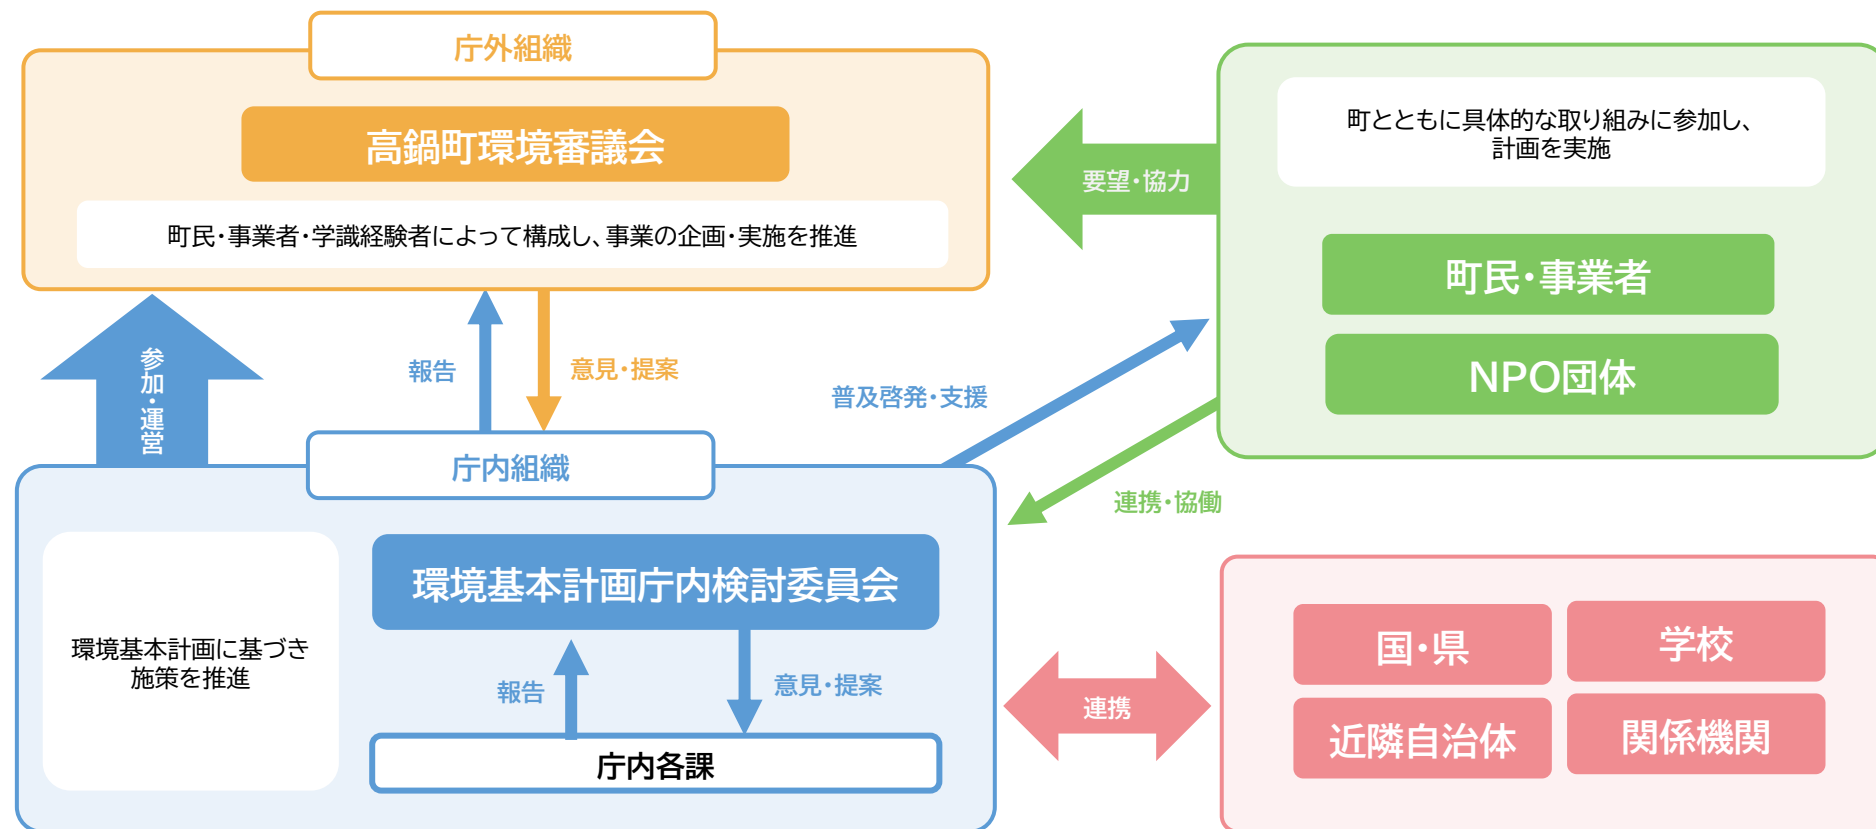 庁外組織
高鍋町環境審議会
町民・事業者・学識経験者によって構成し、事業の企画・実施を推進
町とともに具体的な取り組みに参加し、
計画を実施
要望・協力
町民・事業者
NPO団体
参加・運営
報告
意見・提案
普及啓発・支援
連携・協働
庁内組織
環境基本計画庁内検討委員会
環境基本計画に基づき
施策を推進
報告
意見・提案
庁内各課
連携
国・県
学校
近隣自治体
関係機関